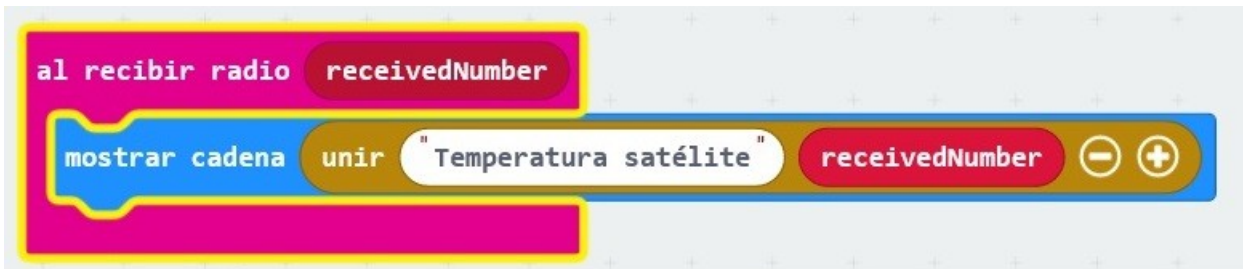 al recibir radio receivedNumber
mostrar cadena unir "Temperatura satélite" receivedNumber